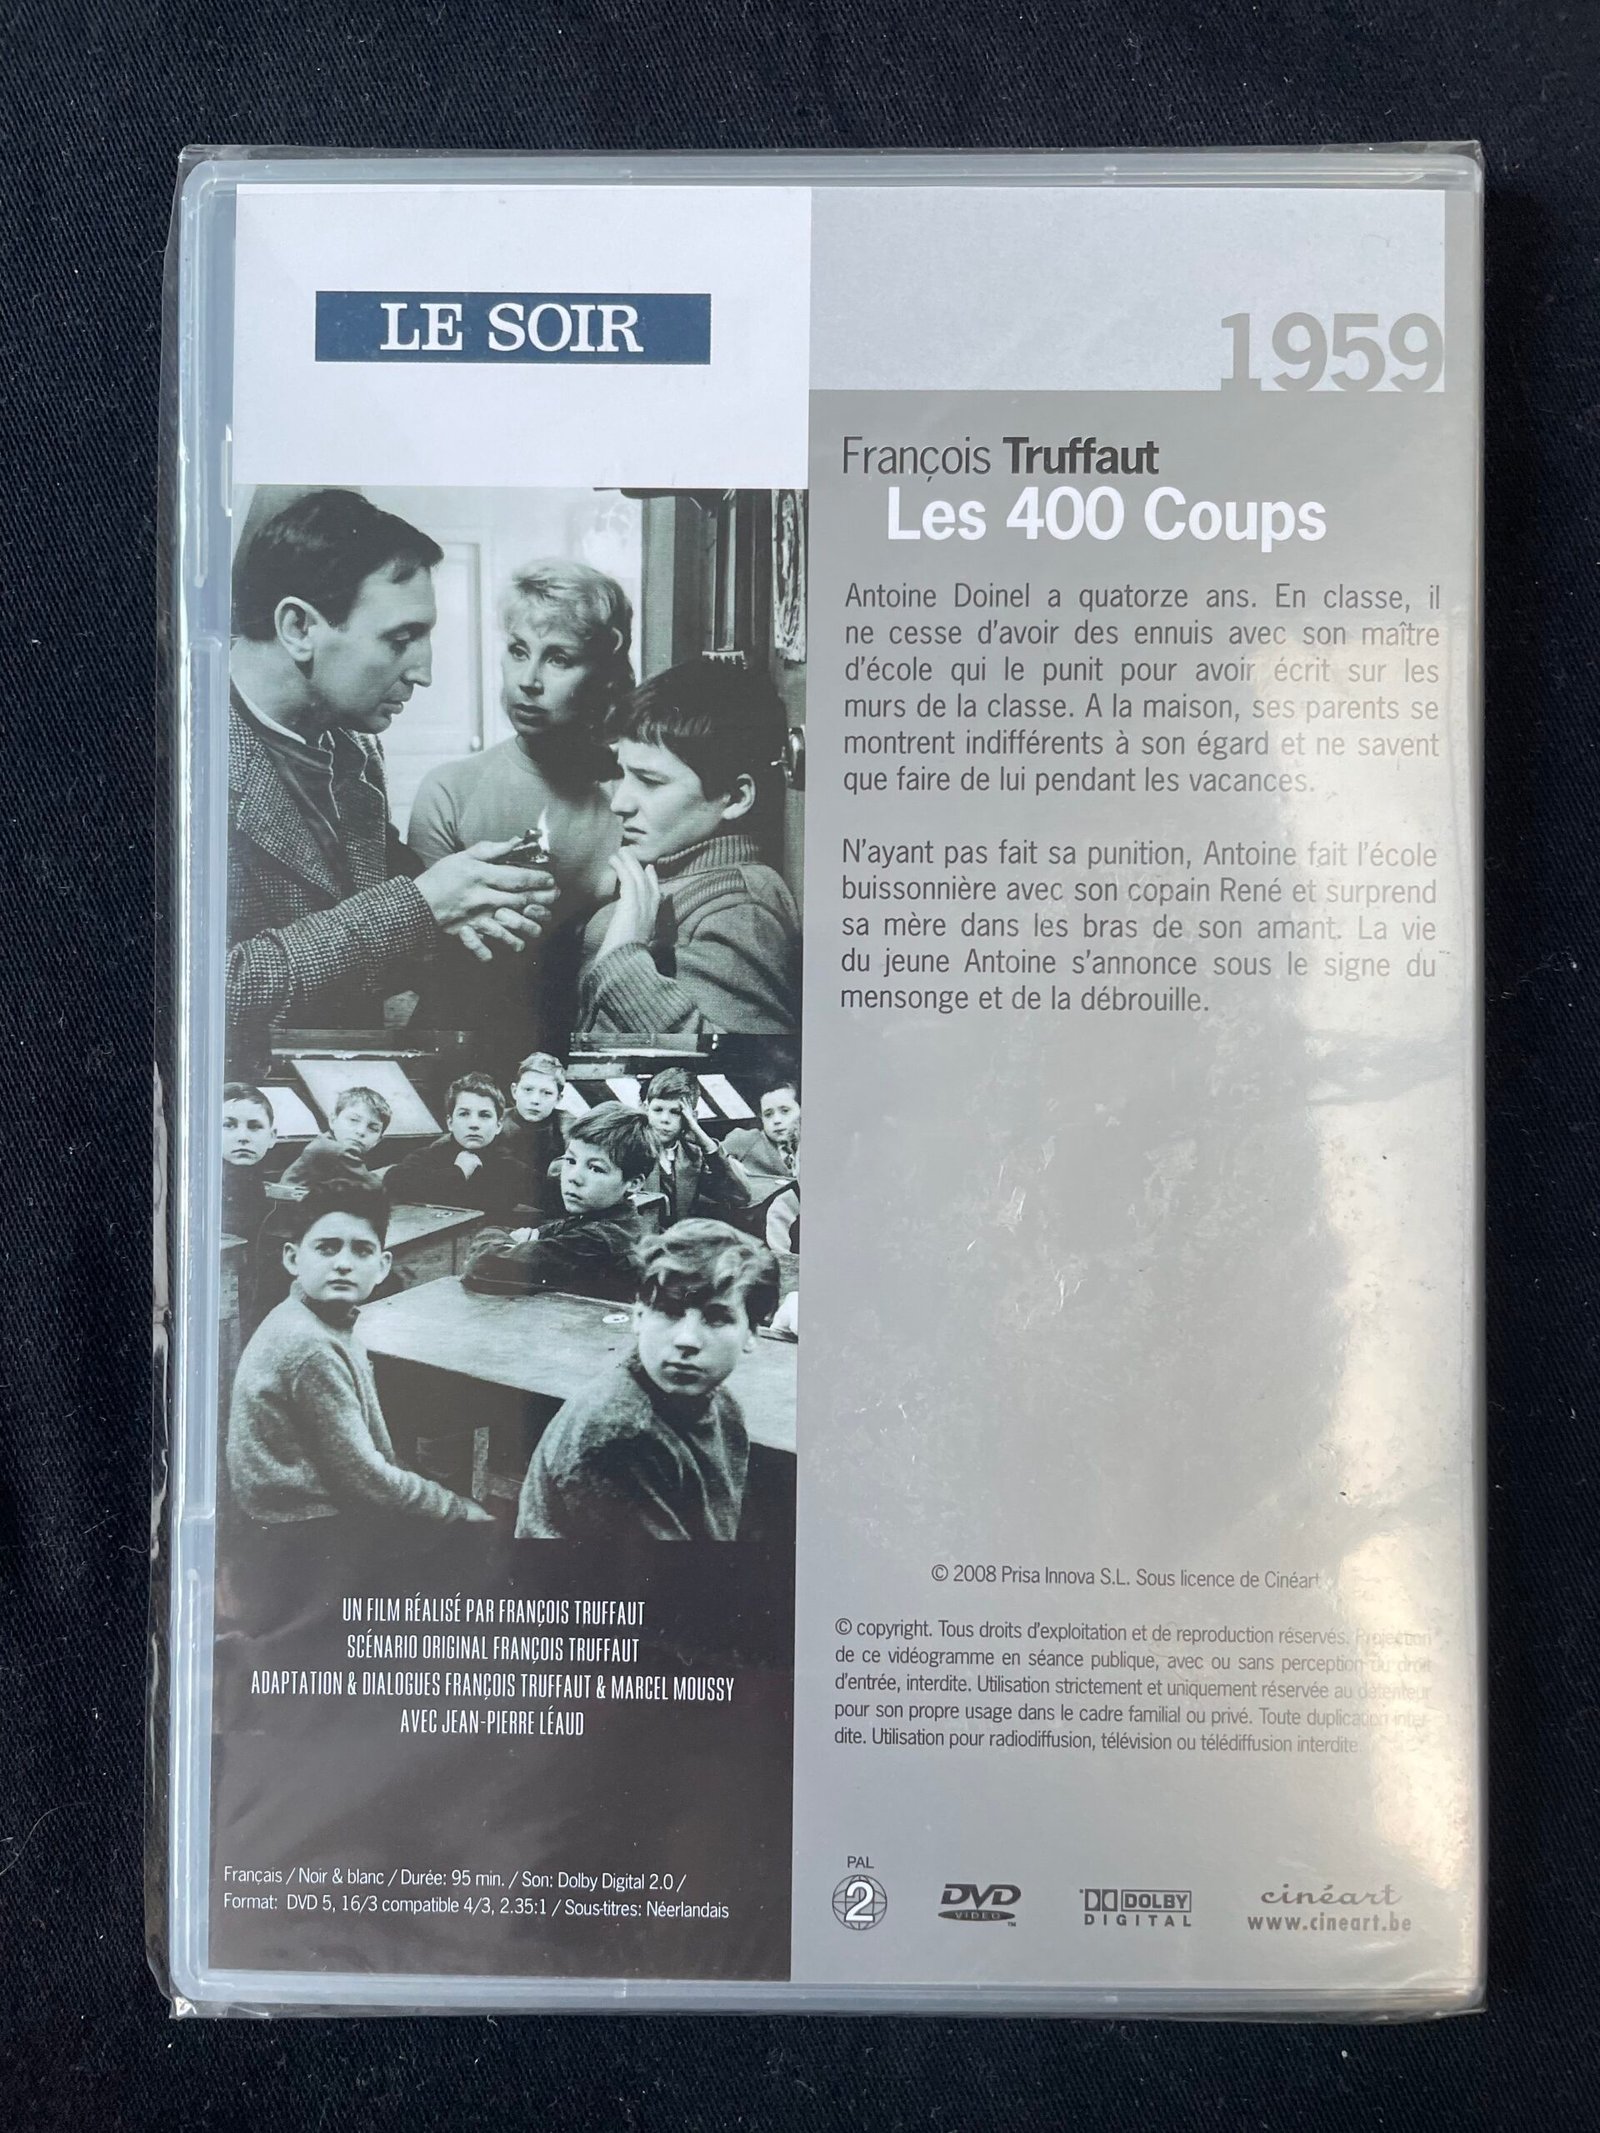 LE SOIR
1959
François Truffaut
Les 400 Coups
Antoine Doinel a quatorze ans. En classe, il
ne cesse d'avoir des ennuis avec son maître
d'école qui le punit pour avoir écrit sur les
murs de la classe. A la maison, ses parents se
montrent indifférents à son égard et ne savent
que faire de lui pendant les vacances.
N'ayant pas fait sa punition, Antoine fait l'école
buissonnière avec son copain René et surprend
sa mère dans les bras de son amant. La vie
du jeune Antoine s'annonce sous le signe du
mensonge et de la débrouille.
UN FILM RÉALISÉ PAR FRANÇOIS TRUFFAUT
SCÉNARIO ORIGINAL FRANÇOIS TRUFFAUT
ADAPTATION & DIALOGUES FRANÇOIS TRUFFAUT & MARCEL MOUSSY
AVEC JEAN-PIERRE LÉAUD
Français / Noir & blanc / Durée: 95 min. / Son: Dolby Digital 2.0 /
Format: DVD 5, 16/3 compatible 4/3, 2.35:1 / Sous-titres: Néerlandais
© 2008 Prisa Innova S.L. Sous licence de Cinéart
© copyright. Tous droits d'exploitation et de reproduction réservés. Projection
de ce vidéogramme en séance publique, avec ou sans perception du droit
d'entrée, interdite. Utilisation strictement et uniquement réservée au détenteur
pour son propre usage dans le cadre familial ou privé. Toute duplication inter-
dite. Utilisation pour radiodiffusion, télévision ou télédiffusion interdite.
PAL
2
DVD
VIDEO
TM
DOLBY
DIGITAL
cinéart
www.cineart.be